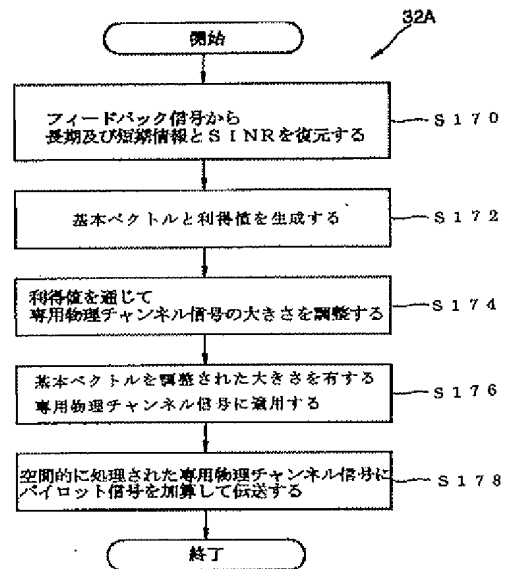 32A
開始
フィードバック信号から
長期及び短期情報とSINRを復元する
S170
基本ベクトルと利得値を生成する
S172
利得値を通じて
専用物理チャンネル信号の大きさを調整する
S174
基本ベクトルを調整された大きさを有する
専用物理チャンネル信号に適用する
S176
空間的に処理された専用物理チャンネル信号に
パイロット信号を加算して伝送する
S178
終了